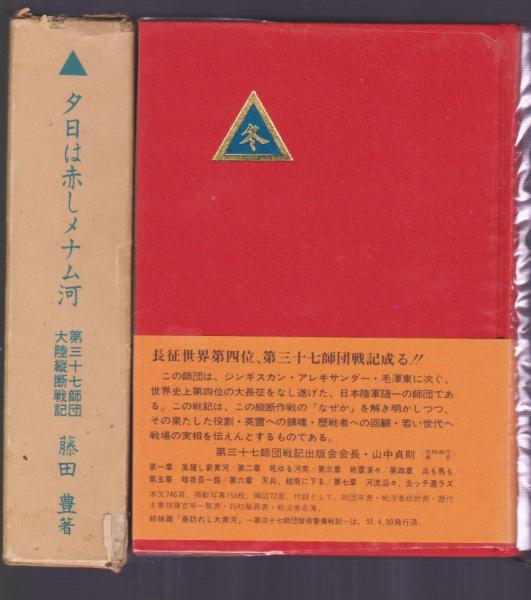 ▲夕日は赤しメナム河
第三十七師団
大陸縦断戦記
藤田豊著
冬
長征世界第四位、第三十七師団戦記成る!!
この師団は、ジンギスカン・アレキサンダー・毛澤東に次ぐ、
世界史上第四位の大長征をなし遂げた、日本陸軍随一の師団であ
る。この戦記は、この縦断作戦の「なぜか」を解き明かしつつ、
その果たした役割・英霊への鎮魂・歴戦者への回顧・若い世代へ
戦場の実相を伝えんとするものである。
第三十七師団戦記出版会会長・山中貞則
第一章 風腥し新黄河/第二章 吼ゆる河南/第三章 戦雲漠々/第四章 兵も馬も
第五章 暗夜長一路/第六章 天兵、越南に下る/第七章 河流滔々、去ッテ還ラズ
本文746頁、掲載写真155枚、挿図72図、付録として、師団年表・戦没者統計表・歴代
主要指揮官等一覧表・将校職員表・戦没者名簿。
姉妹篇「春訪れし大黄河」—第三十七師団晋南警備戦記—は、52.4.30発行済。